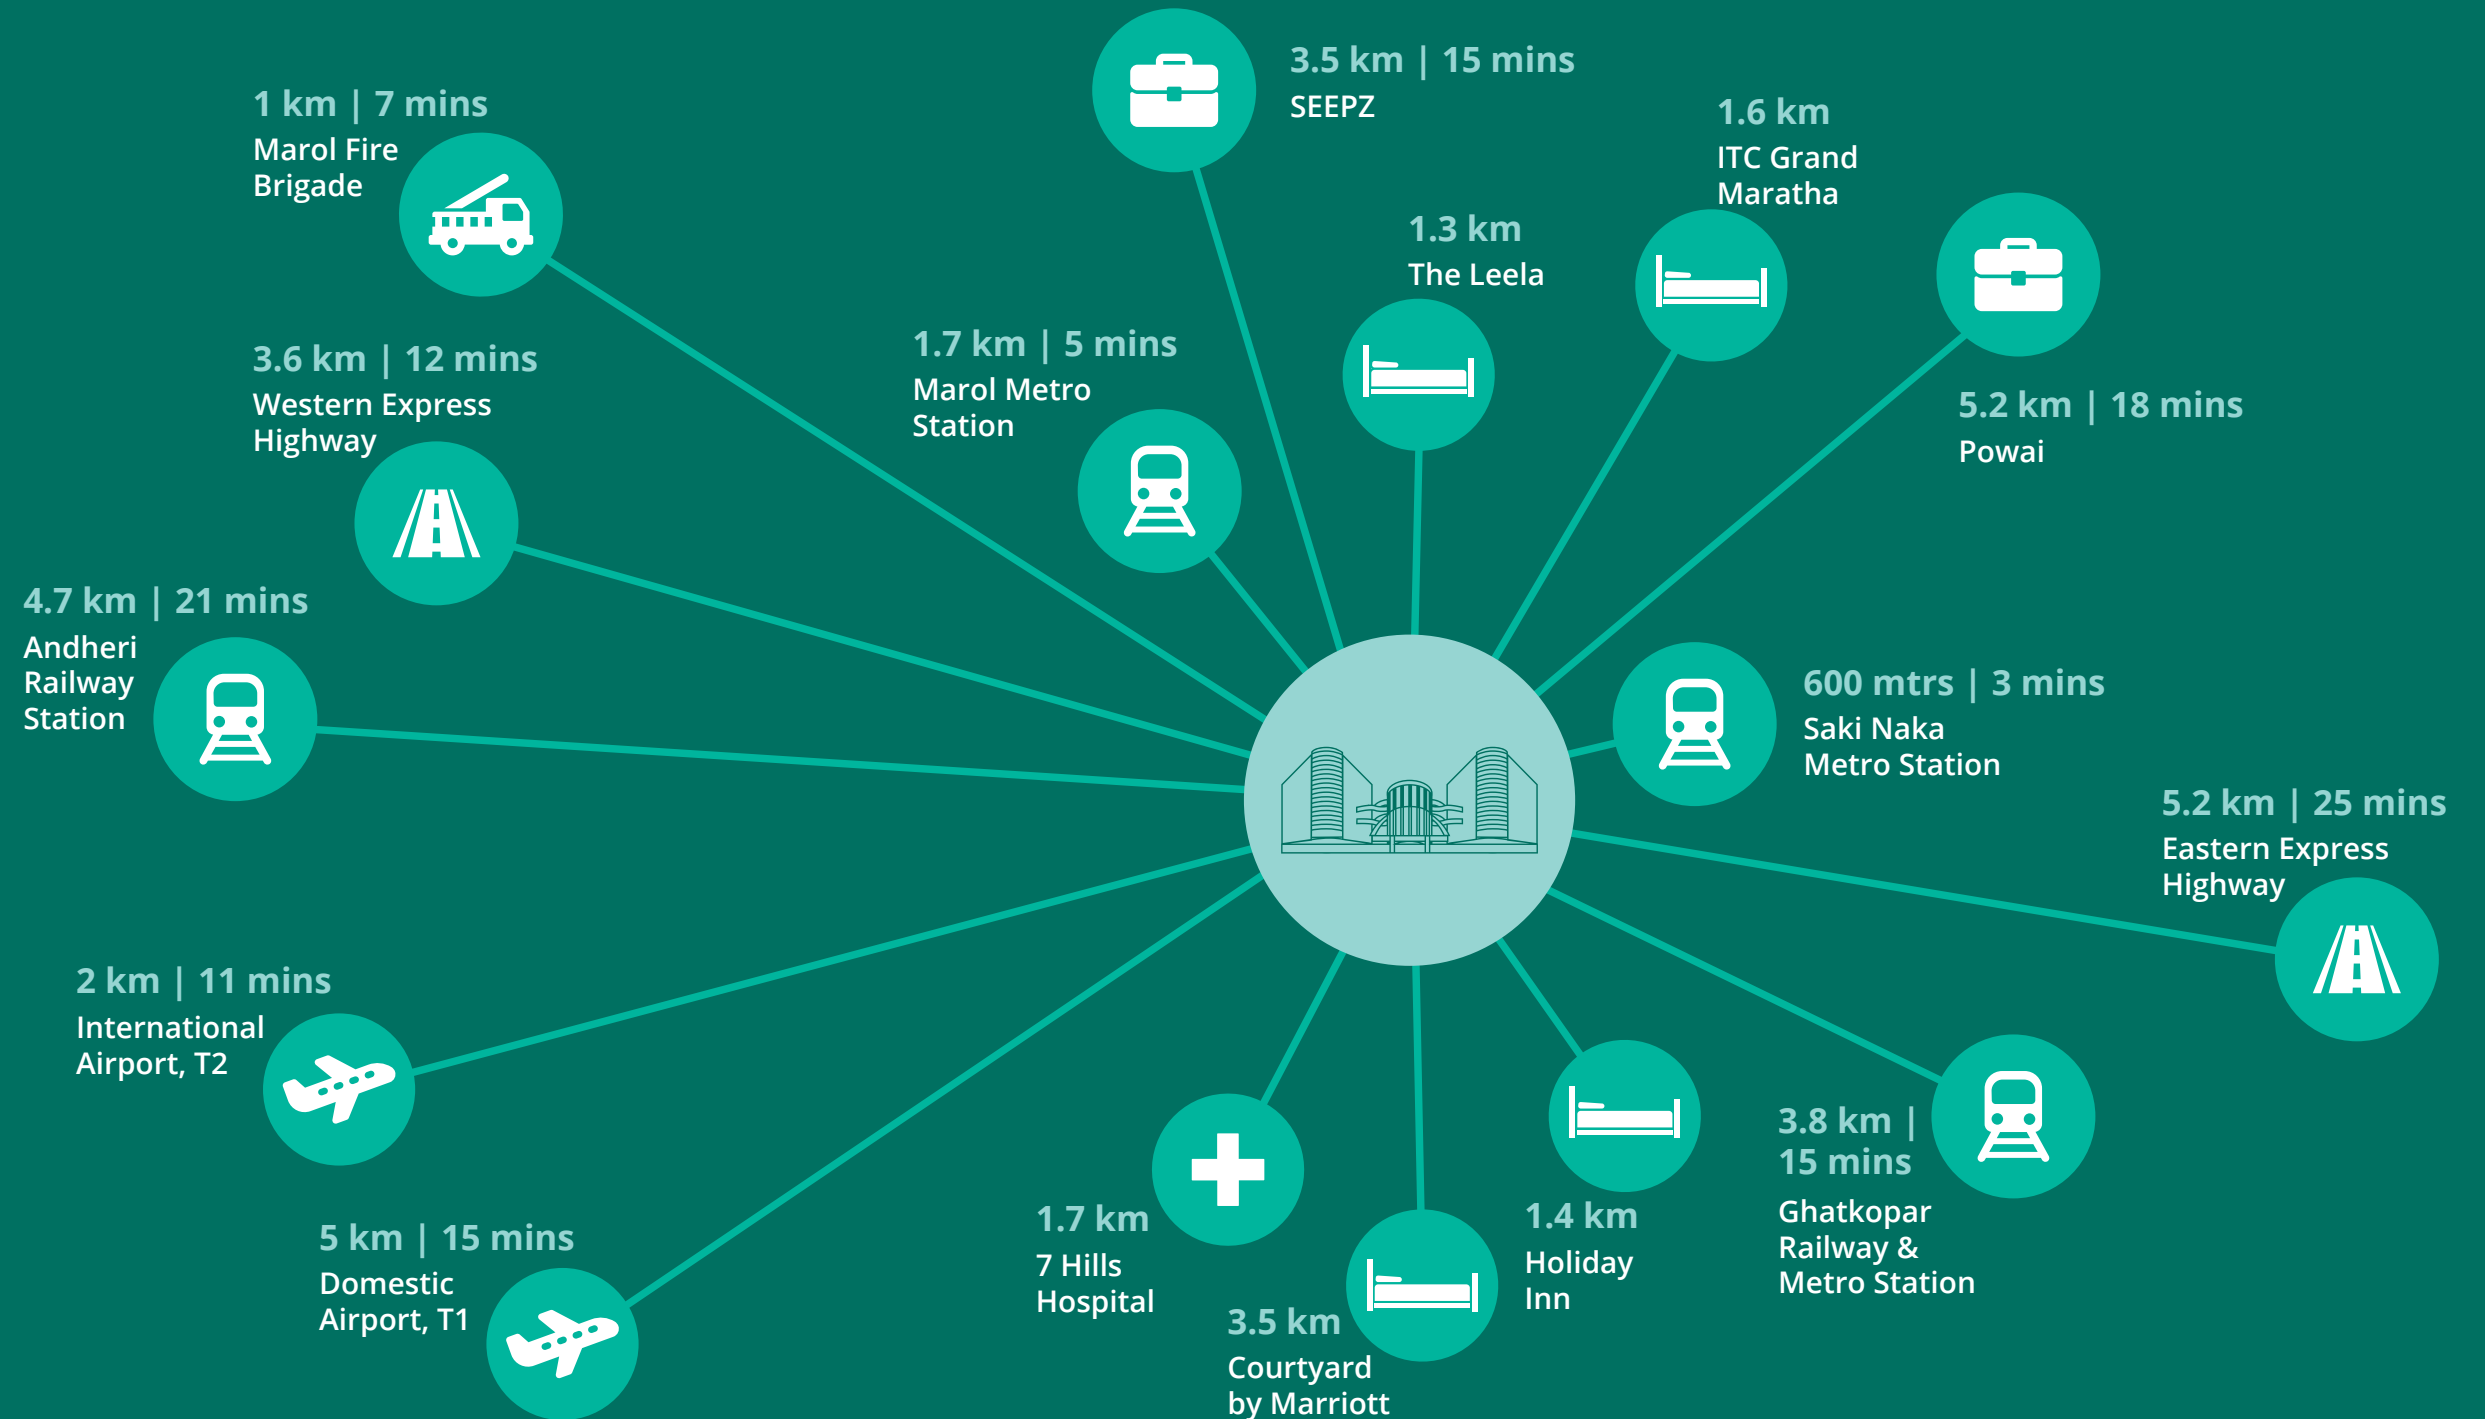 3.5 km | 15 mins
SEEPZ
1 km | 7 mins
Marol Fire
Brigade
1.6 km
ITC Grand
Maratha
1.3 km
The Leela
3.6 km | 12 mins
Western Express
Highway
1.7 km | 5 mins
Marol Metro
Station
5.2 km | 18 mins
Powai
4.7 km | 21 mins
Andheri
Railway
Station
600 mtrs | 3 mins
Saki Naka
Metro Station
5.2 km | 25 mins
Eastern Express
Highway
2 km | 11 mins
International
Airport, T2
5 km | 15 mins
Domestic
Airport, T1
1.7 km
7 Hills
Hospital
3.5 km
Courtyard
by Marriott
1.4 km
Holiday
Inn
3.8 km |
15 mins
Ghatkopar
Railway &
Metro Station